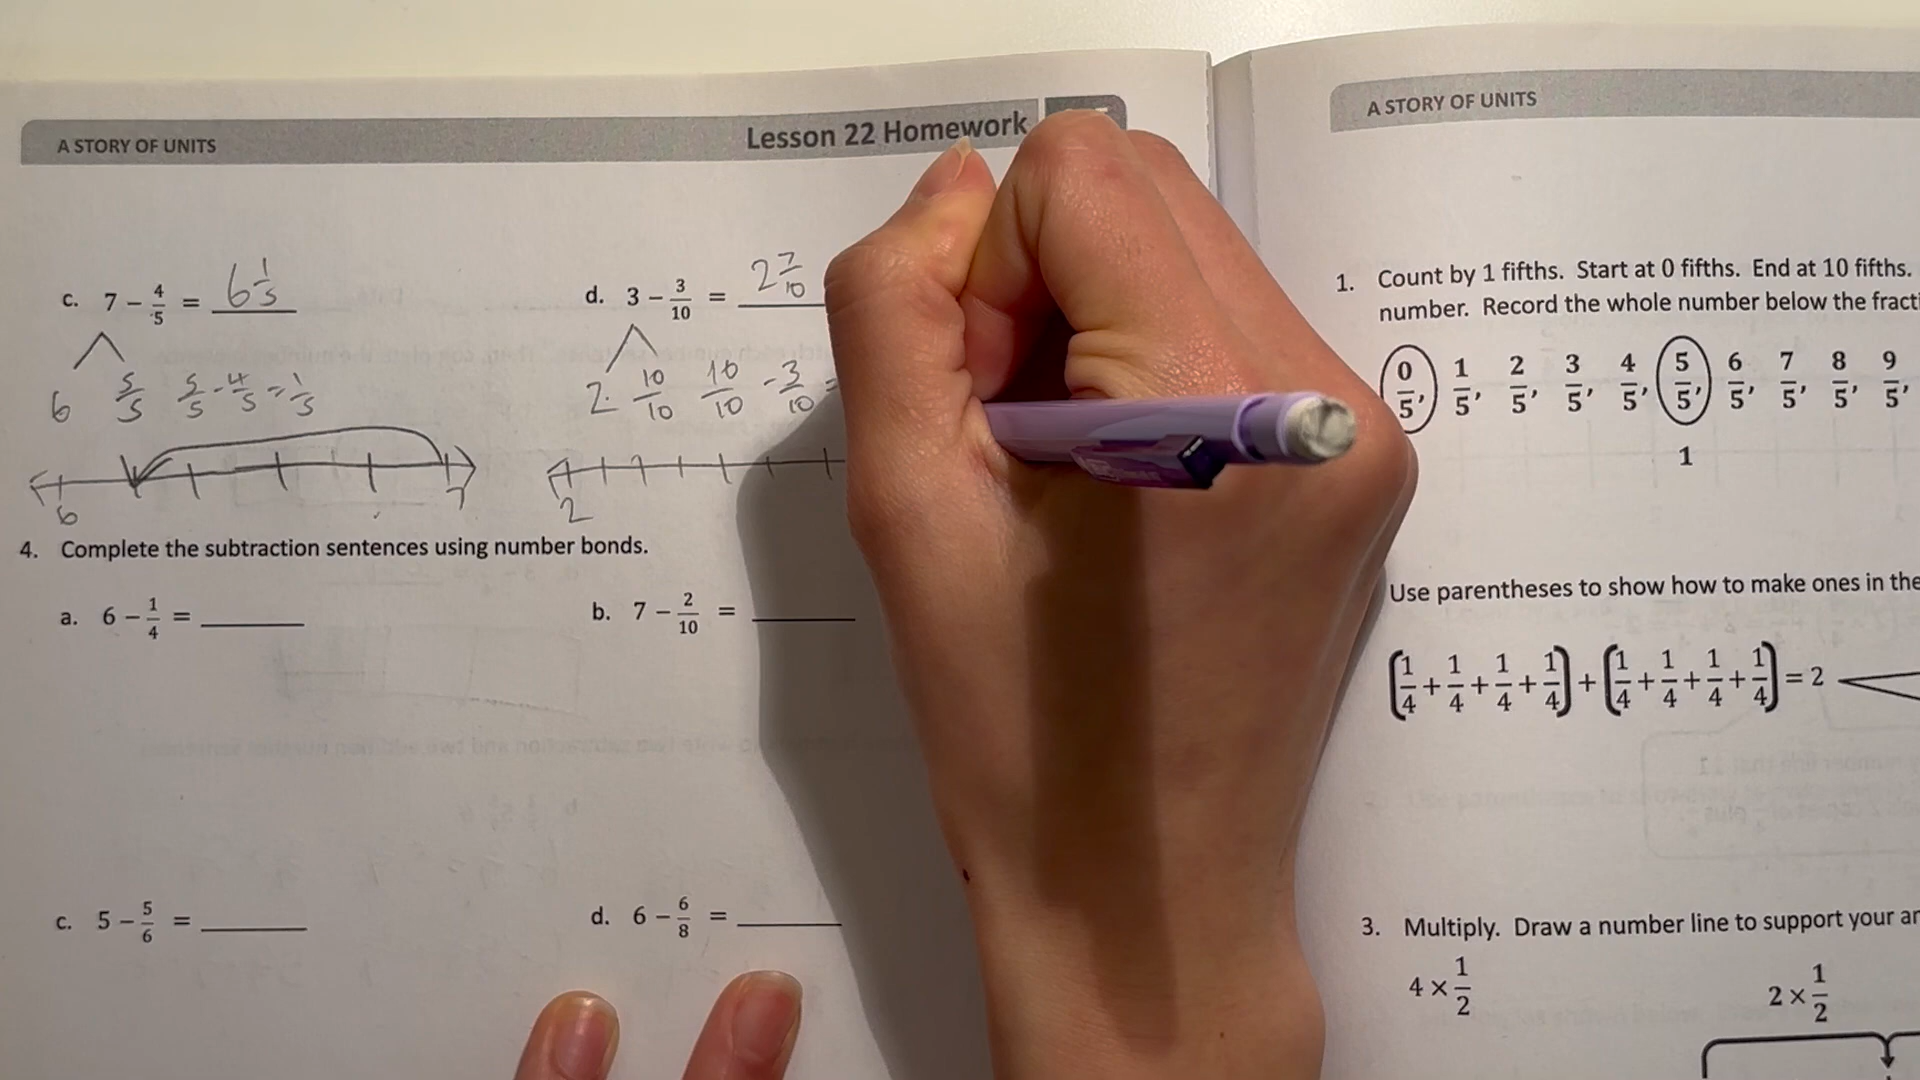 A STORY OF UNITS
Lesson 22 Homework
c. 7 - 4/5 = 6 1/5
6 5/5 5/5 - 4/5 = 1/5
6 7
d. 3 - 3/10 = 2 7/10
2 10/10 10/10 - 3/10 =
2
4. Complete the subtraction sentences using number bonds.
a. 6 - 1/4 = ______
b. 7 - 2/10 = ______
c. 5 - 5/6 = ______
d. 6 - 6/8 = ______
A STORY OF UNITS
1. Count by 1 fifths. Start at 0 fifths. End at 10 fifths.
number. Record the whole number below the
0/5, 1/5, 2/5, 3/5, 4/5, 5/5, 6/5, 7/5, 8/5, 9/5,
1
Use parentheses to show how to make ones in
(1/4 + 1/4 + 1/4 + 1/4) + (1/4 + 1/4 + 1/4 + 1/4) = 2
3. Multiply. Draw a number line to support your
4 × 1/2
2 × 1/2